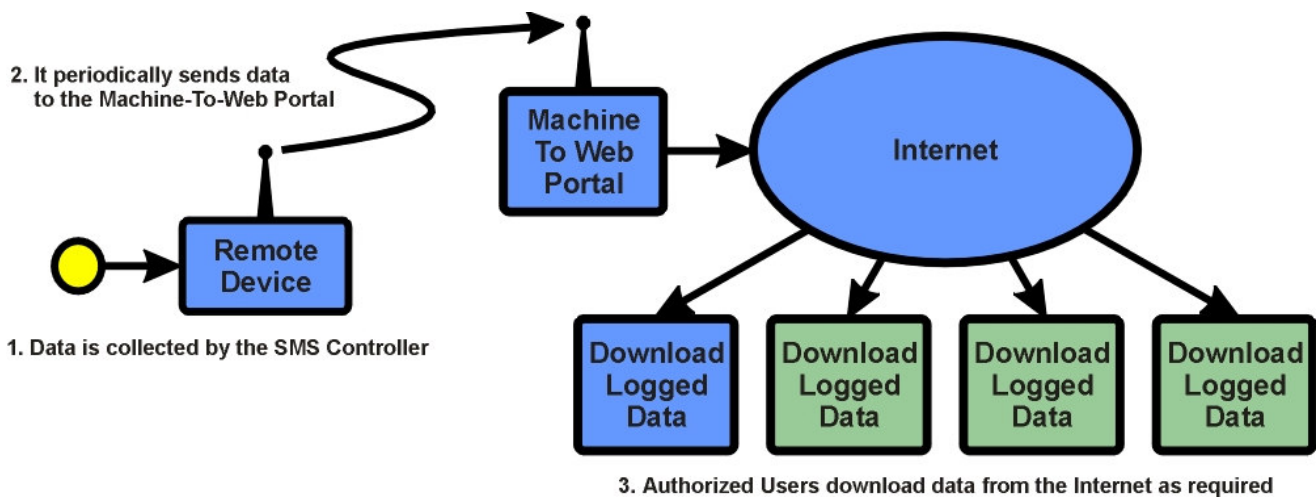 2. It periodically sends data
to the Machine-To-Web Portal
Machine
To Web
Portal
Internet
Remote
Device
1. Data is collected by the SMS Controller
Download
Logged
Data
Download
Logged
Data
Download
Logged
Data
Download
Logged
Data
3. Authorized Users download data from the Internet as required